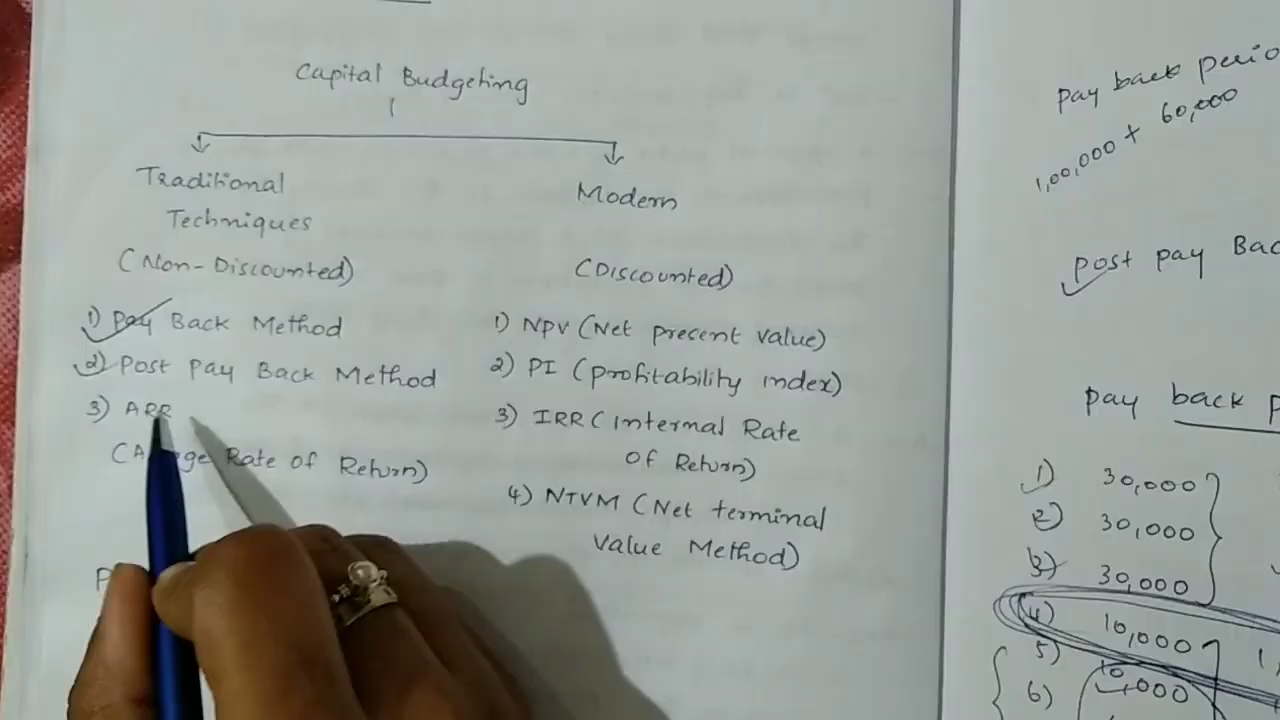 Capital Budgeting
Traditional
Techniques
(Non-Discounted)
1) Pay Back Method
2) Post Pay Back Method
3) ARR
Rate of Return)
Modern
(Discounted)
1) NPV (Net present value)
2) PI (profitability index)
3) IRR (Internal Rate
of Return)
4) NTVM (Net terminal
Value Method)
pay back
1,00,000 + 60,000
post pay
pay back
1) 30,000
2) 30,000
3) 30,000
4) 10,000
5) 10,000
6)